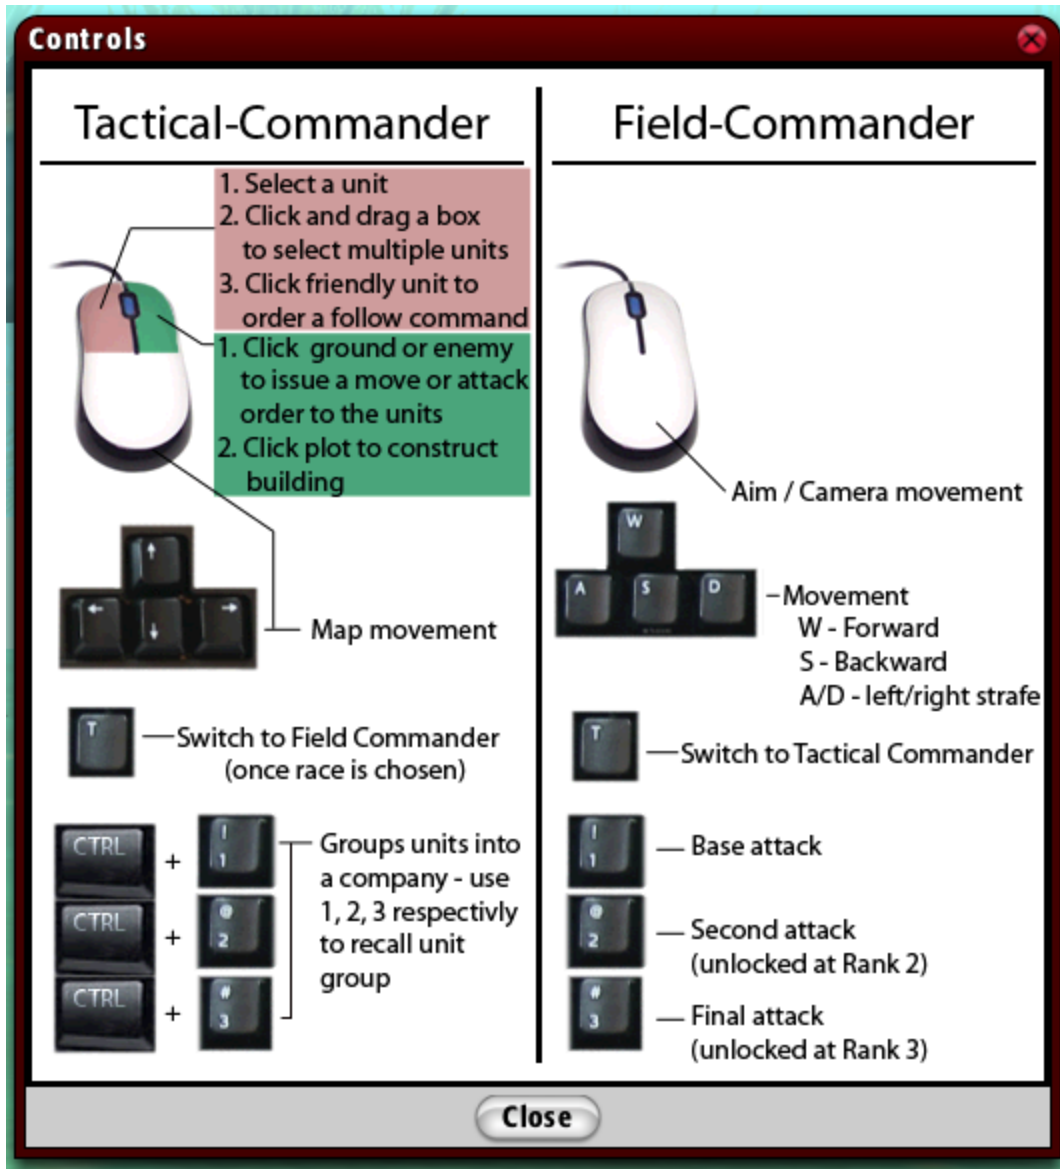 Controls
Tactical-Commander
1. Select a unit
2. Click and drag a box
to select multiple units
3. Click friendly unit to
order a follow command
1. Click ground or enemy
to issue a move or attack
order to the units
2. Click plot to construct
building
↑
← ↓ →
Map movement
T
Switch to Field Commander
(once race is chosen)
CTRL + ! 1
CTRL + @ 2
CTRL + # 3
Groups units into
a company - use
1, 2, 3 respectivly
to recall unit
group
Field-Commander
Aim / Camera movement
W
A S D
Movement
W - Forward
S - Backward
A/D - left/right strafe
T
Switch to Tactical Commander
! 1
Base attack
@ 2
Second attack
(unlocked at Rank 2)
# 3
Final attack
(unlocked at Rank 3)
Close